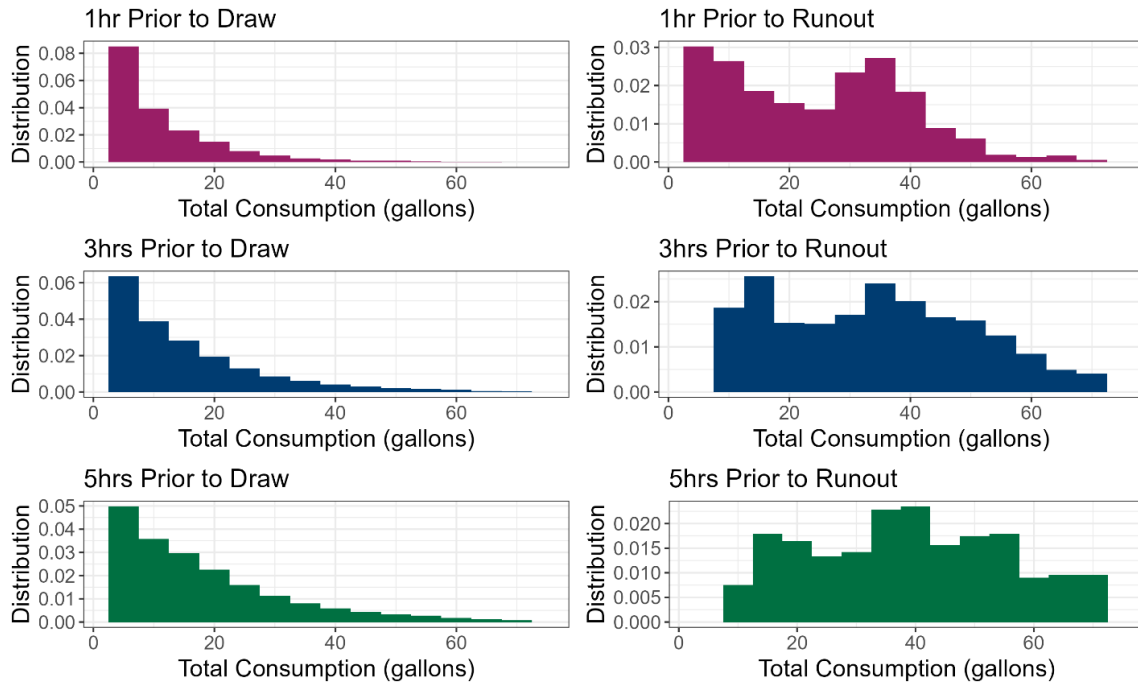 1hr Prior to Draw
Distribution
0.08
0.06
0.04
0.02
0.00
0
20
40
60
Total Consumption (gallons)
1hr Prior to Runout
Distribution
0.03
0.02
0.01
0.00
0
20
40
60
Total Consumption (gallons)
3hrs Prior to Draw
Distribution
0.06
0.04
0.02
0.00
0
20
40
60
Total Consumption (gallons)
3hrs Prior to Runout
Distribution
0.02
0.01
0.00
0
20
40
60
Total Consumption (gallons)
5hrs Prior to Draw
Distribution
0.05
0.04
0.03
0.02
0.01
0.00
0
20
40
60
Total Consumption (gallons)
5hrs Prior to Runout
Distribution
0.020
0.015
0.010
0.005
0.000
0
20
40
60
Total Consumption (gallons)